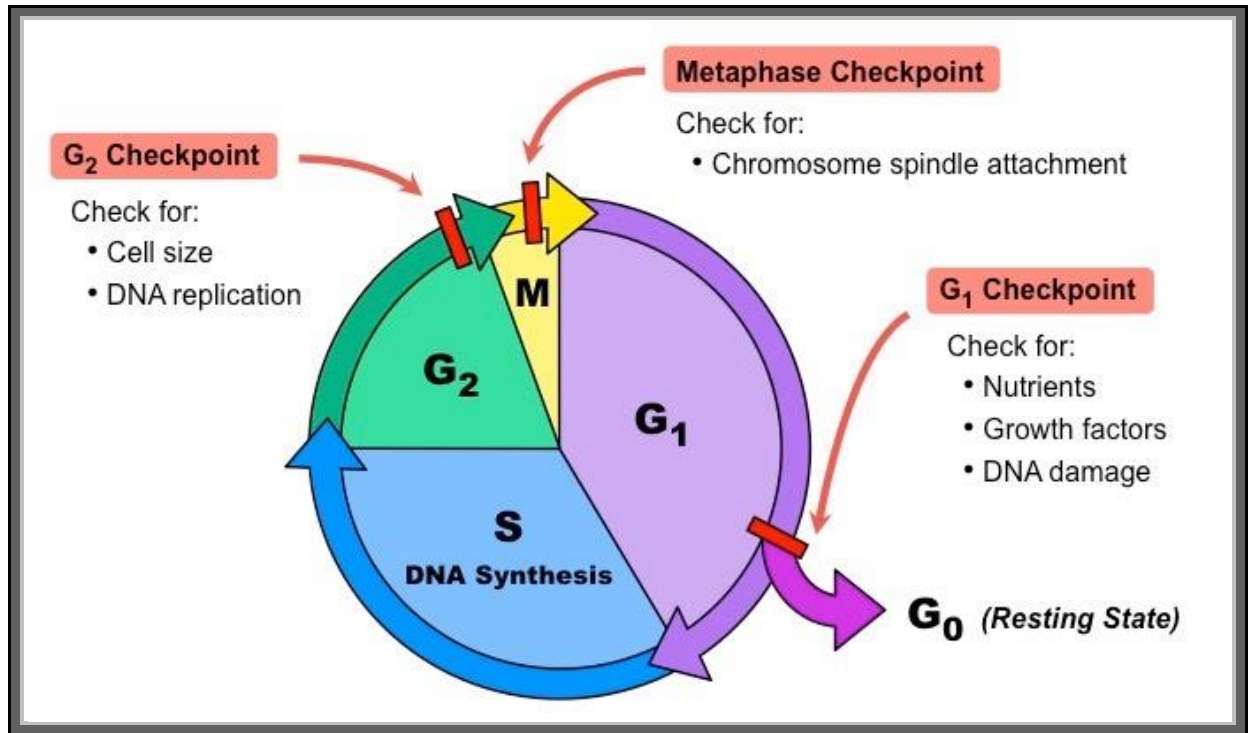 Metaphase Checkpoint
Check for:
• Chromosome spindle attachment
G₂ Checkpoint
Check for:
• Cell size
• DNA replication
G₁ Checkpoint
Check for:
• Nutrients
• Growth factors
• DNA damage
M
G₂
G₁
S
DNA Synthesis
G₀ (Resting State)